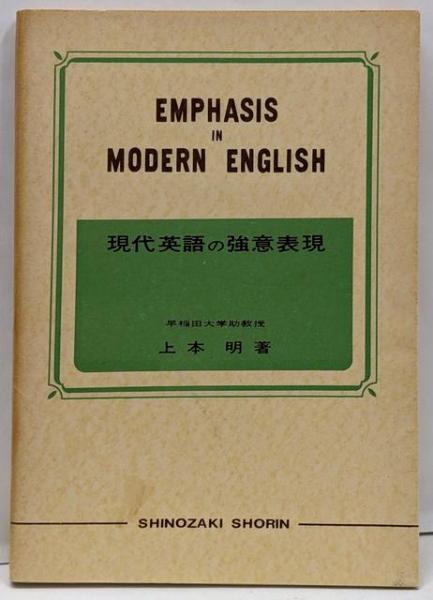 EMPHASIS
IN
MODERN ENGLISH
現代英語の強意表現
早稲田大学助教授
上本 明著
SHINOZAKI SHORIN